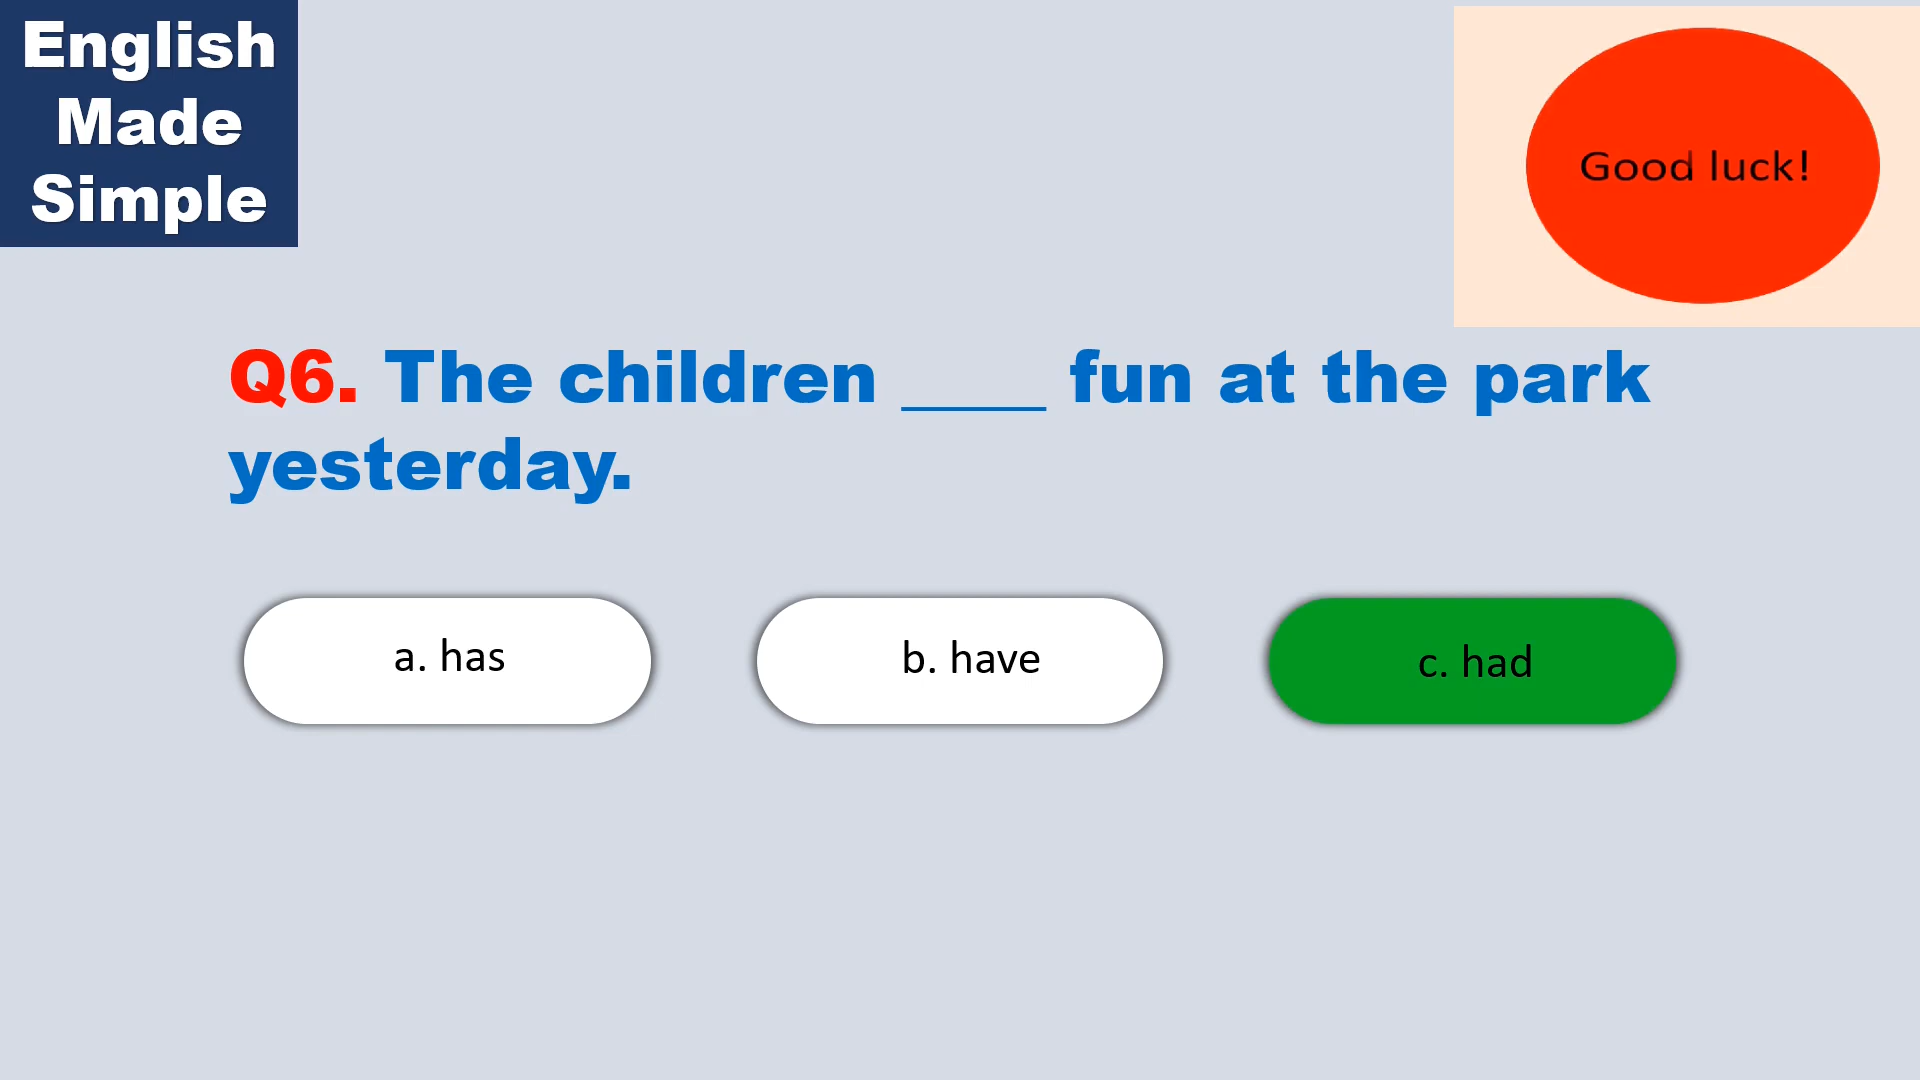 English
Made
Simple
Good luck!
Q6. The children ____ fun at the park
yesterday.
a. has
b. have
c. had